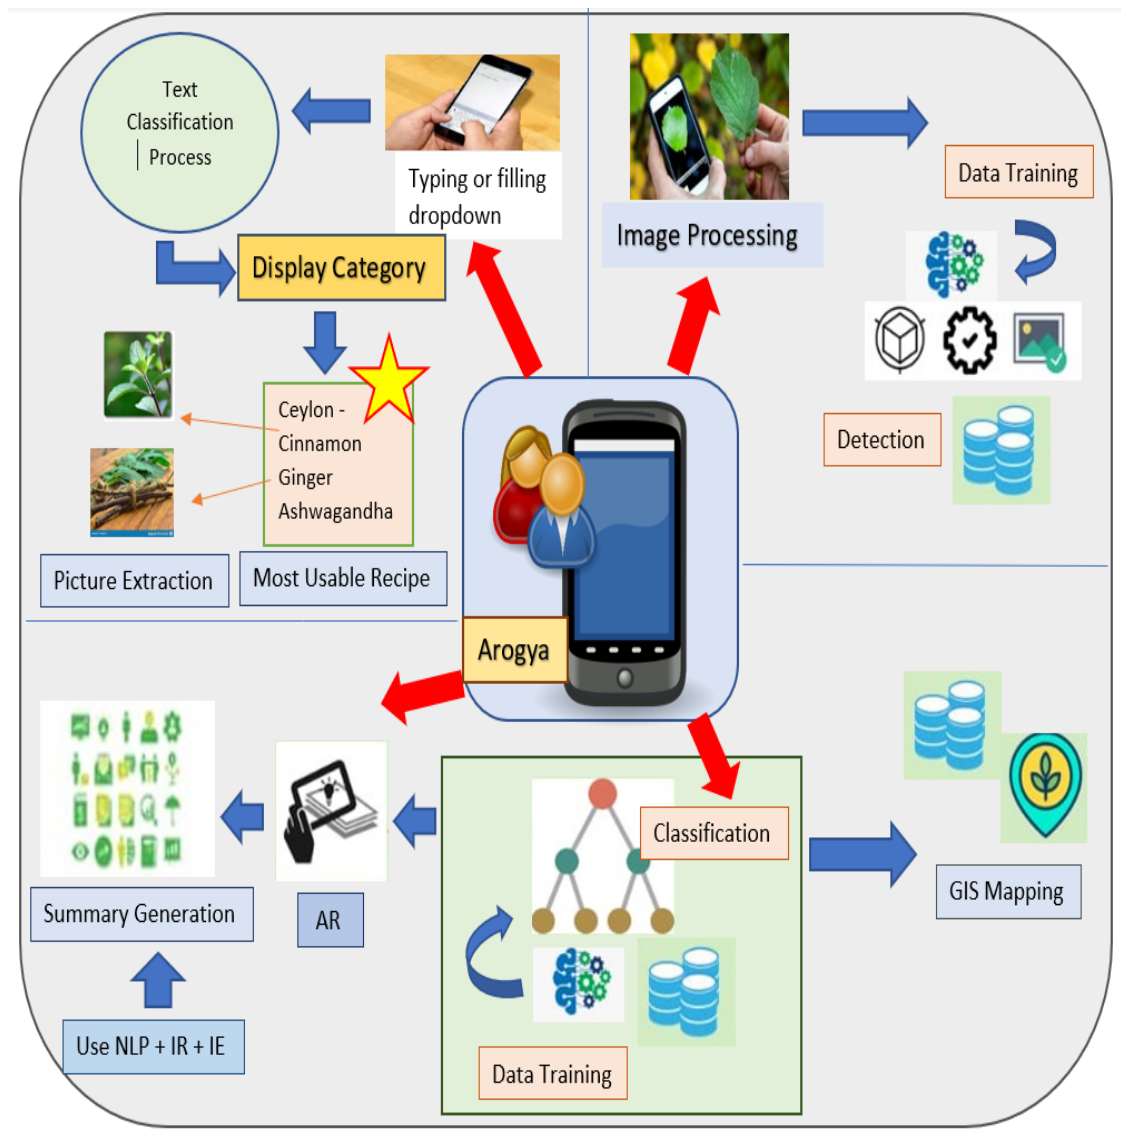 Text
Classification
Process
Typing or filling
dropdown
Display Category
Ceylon -
Cinnamon
Ginger
Ashwagandha
Picture Extraction
Most Usable Recipe
Image Processing
Data Training
Detection
Arogya
Summary Generation
AR
Use NLP + IR + IE
Classification
Data Training
GIS Mapping